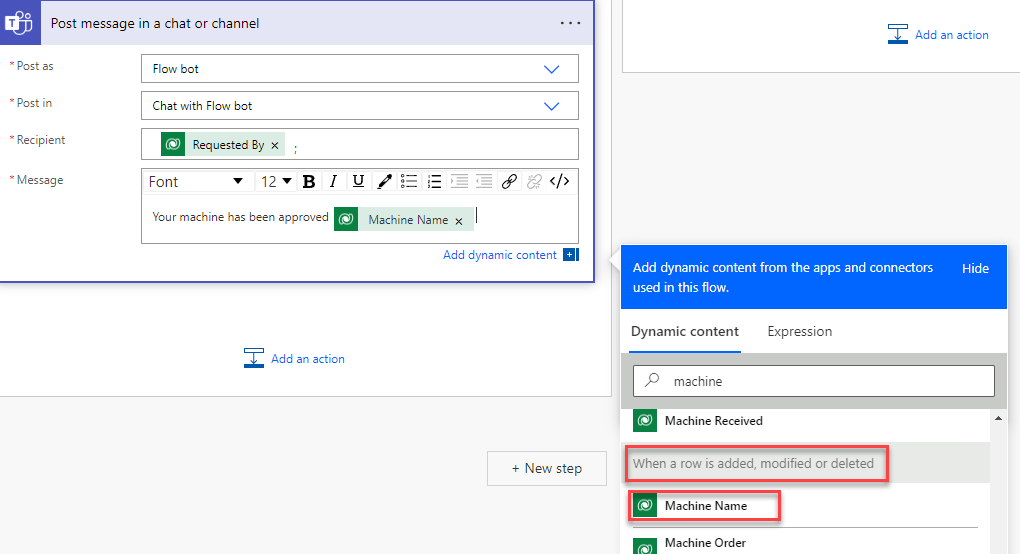 Post message in a chat or channel
Add an action
* Post as
Flow bot
* Post in
Chat with Flow bot
* Recipient
Requested By × ;
* Message
Font 12 B I U </>
Your machine has been approved Machine Name ×
Add dynamic content
Add an action
+ New step
Add dynamic content from the apps and connectors
used in this flow.
Hide
Dynamic content
Expression
machine
Machine Received
When a row is added, modified or deleted
Machine Name
Machine Order